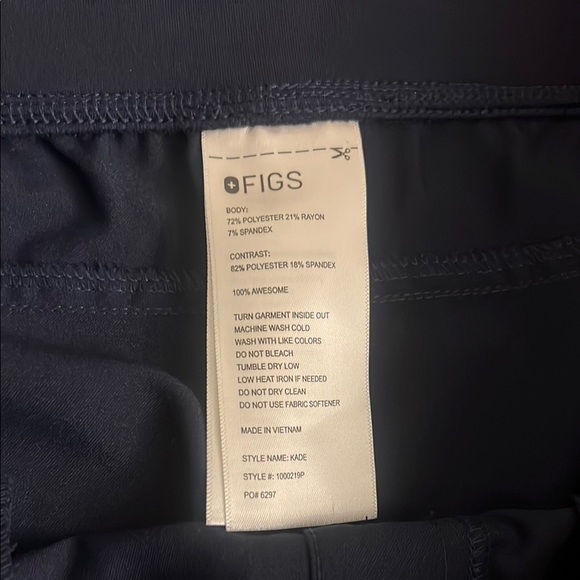 FIGS
BODY:
72% POLYESTER 21% RAYON
7% SPANDEX
CONTRAST:
82% POLYESTER 18% SPANDEX
100% AWESOME
TURN GARMENT INSIDE OUT
MACHINE WASH COLD
WASH WITH LIKE COLORS
DO NOT BLEACH
TUMBLE DRY LOW
LOW HEAT IRON IF NEEDED
DO NOT DRY CLEAN
DO NOT USE FABRIC SOFTENER
MADE IN VIETNAM
STYLE NAME: KADE
STYLE #: 1000219P
PO# 6297